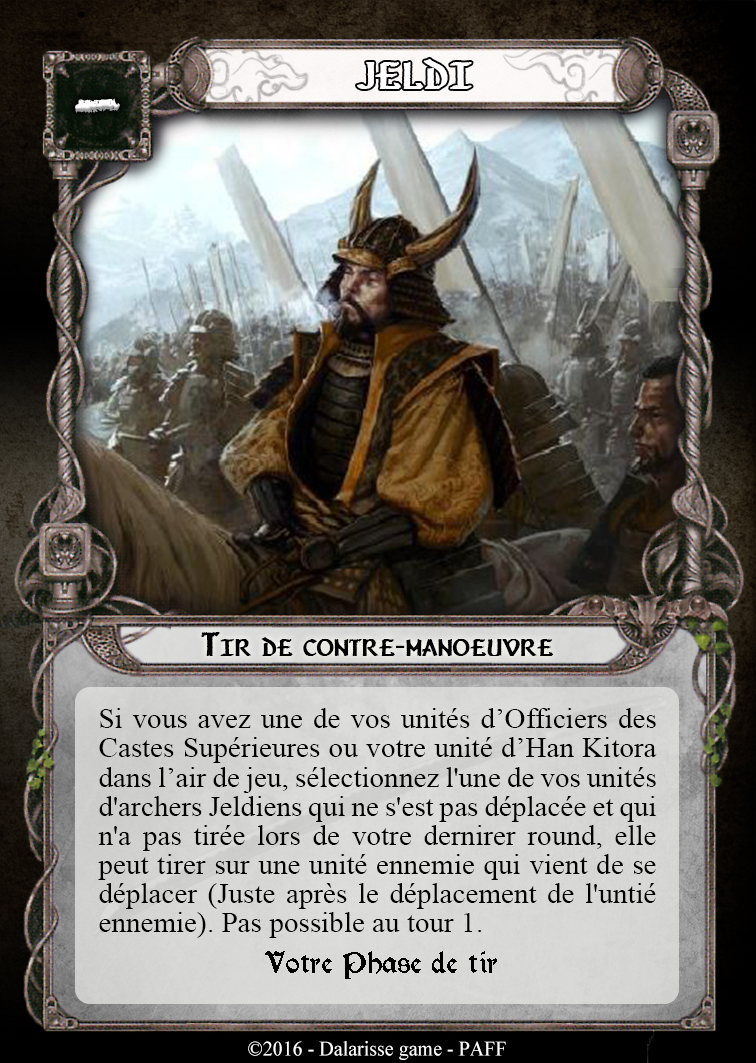 JELDI
Tir de contre-manoeuvre
Si vous avez une de vos unités d’Officiers des
Castes Supérieures ou votre unité d’Han Kitora
dans l’air de jeu, sélectionnez l'une de vos unités
d'archers Jeldiens qui ne s'est pas déplacée et qui
n'a pas tirée lors de votre dernirer round, elle
peut tirer sur une unité ennemie qui vient de se
déplacer (Juste après le déplacement de l'untié
ennemie). Pas possible au tour 1.
Votre Phase de tir
©2016 - Dalarisse game - PAFF